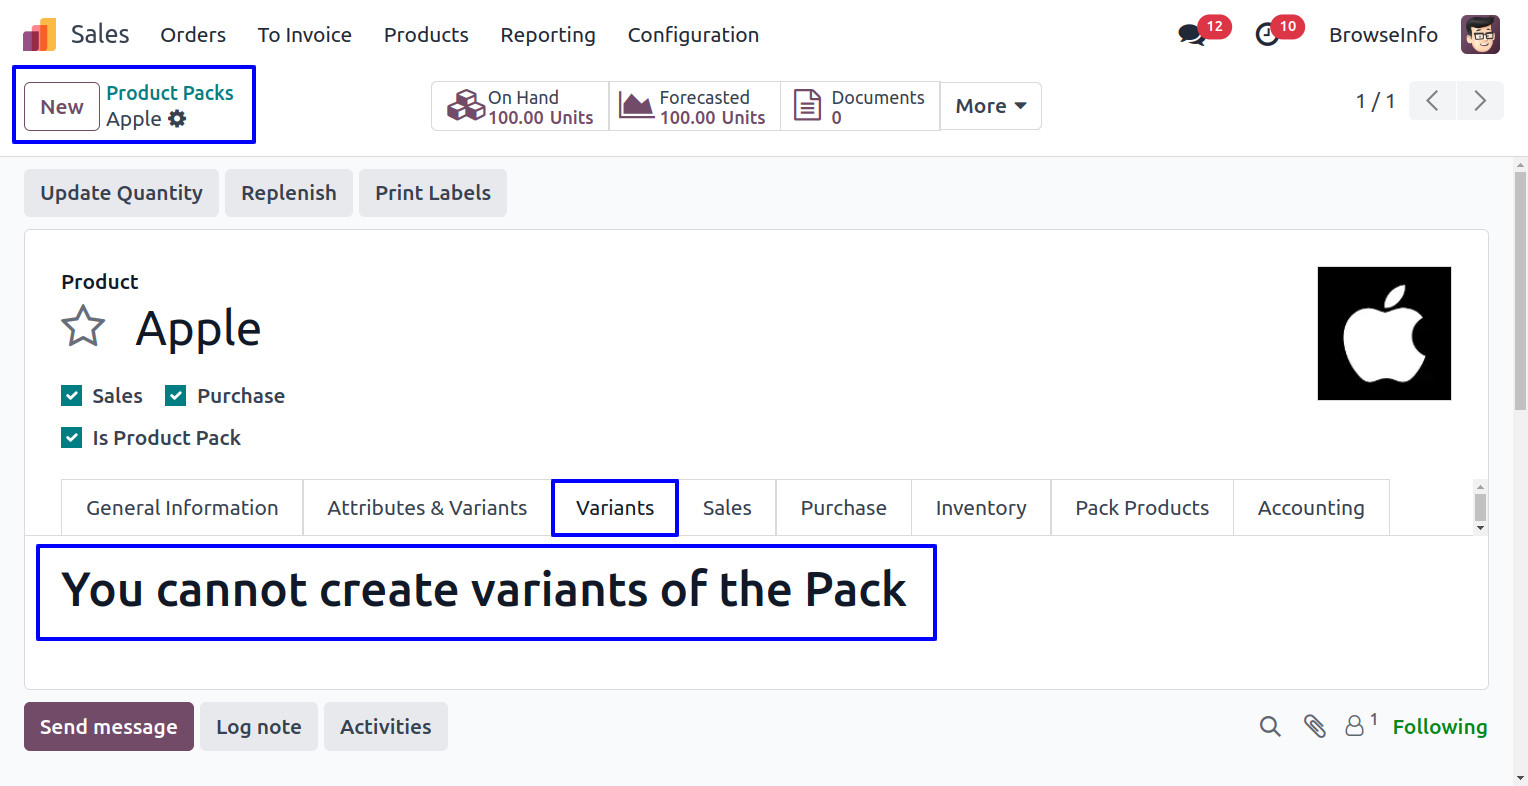 Sales Orders To Invoice Products Reporting Configuration 12 10 BrowseInfo
New Product Packs
Apple
On Hand
100.00 Units
Forecasted
100.00 Units
Documents
0
More
1 / 1
Update Quantity Replenish Print Labels
Product
Apple
Sales Purchase
Is Product Pack
General Information Attributes & Variants Variants Sales Purchase Inventory Pack Products Accounting
You cannot create variants of the Pack
Send message Log note Activities 1 Following